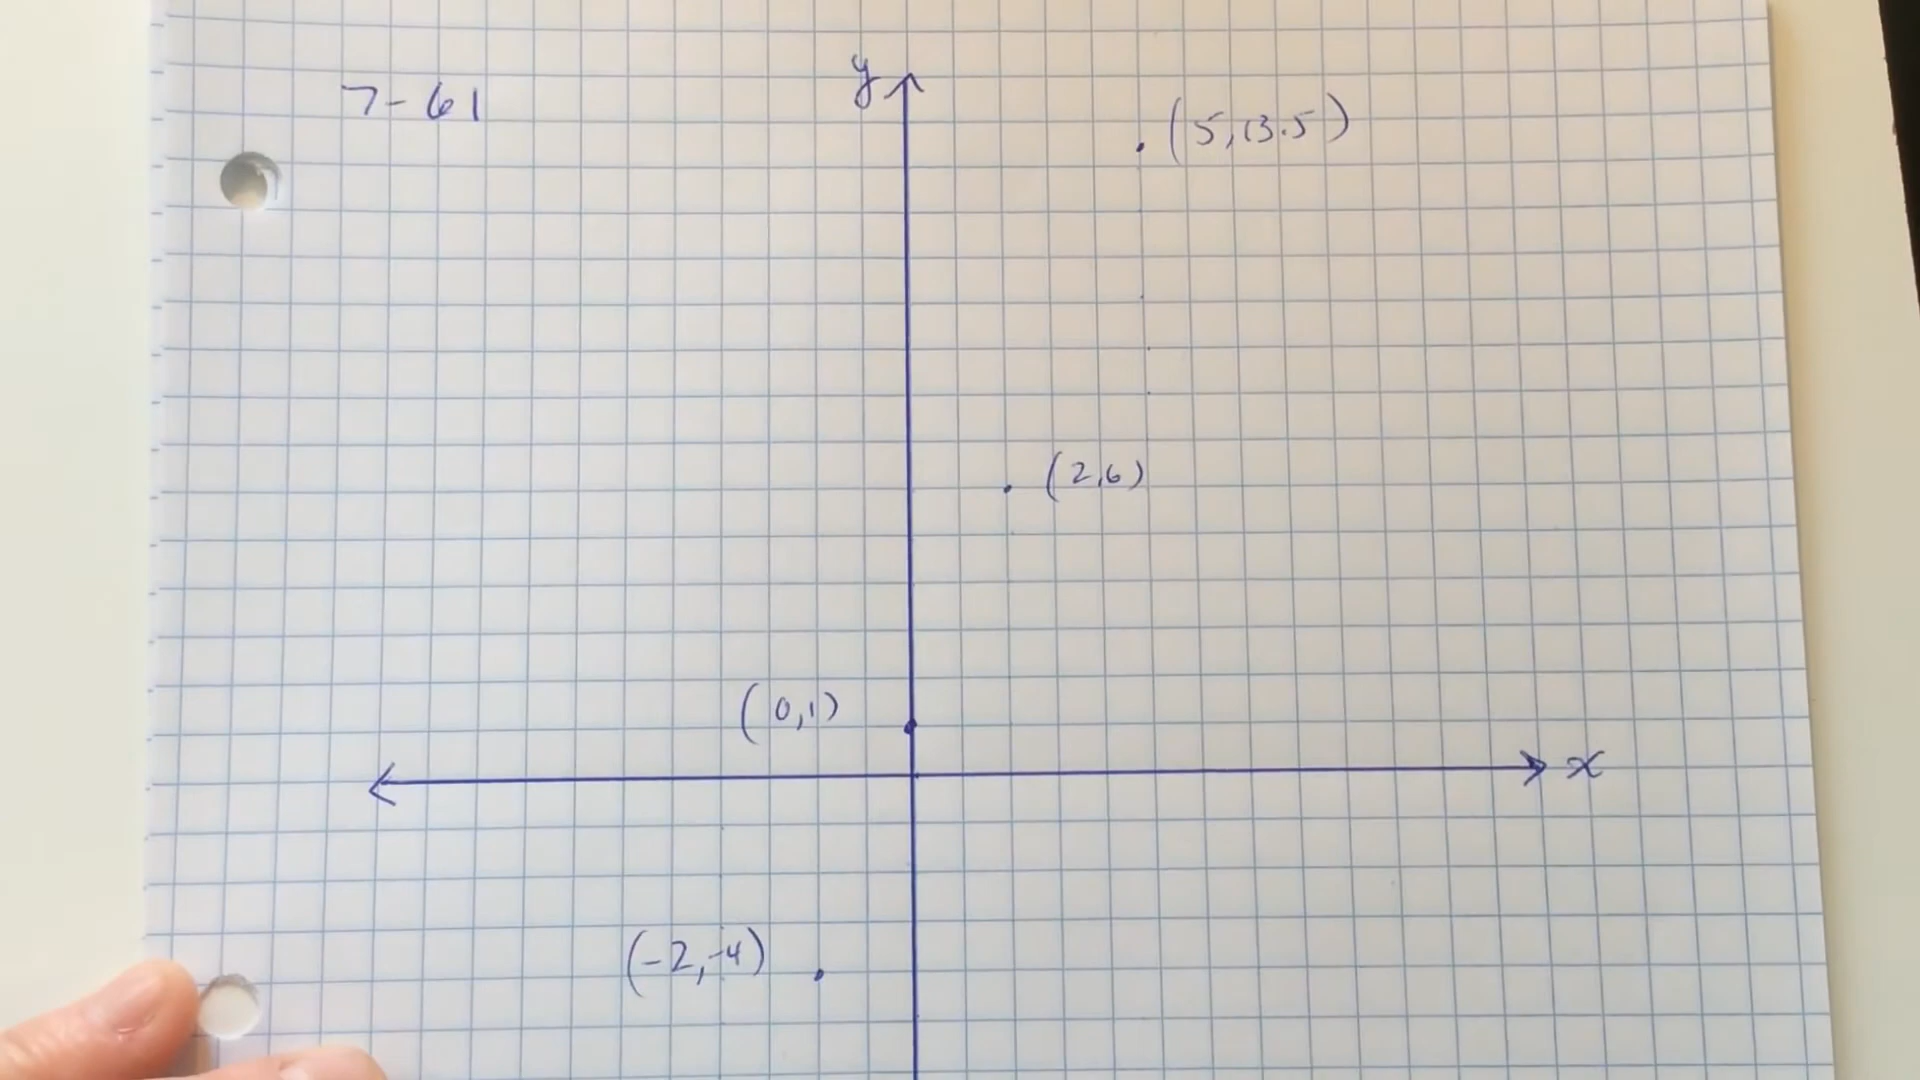 7-61
y
(5,13.5)
(2,6)
(0,1)
x
(-2,-4)